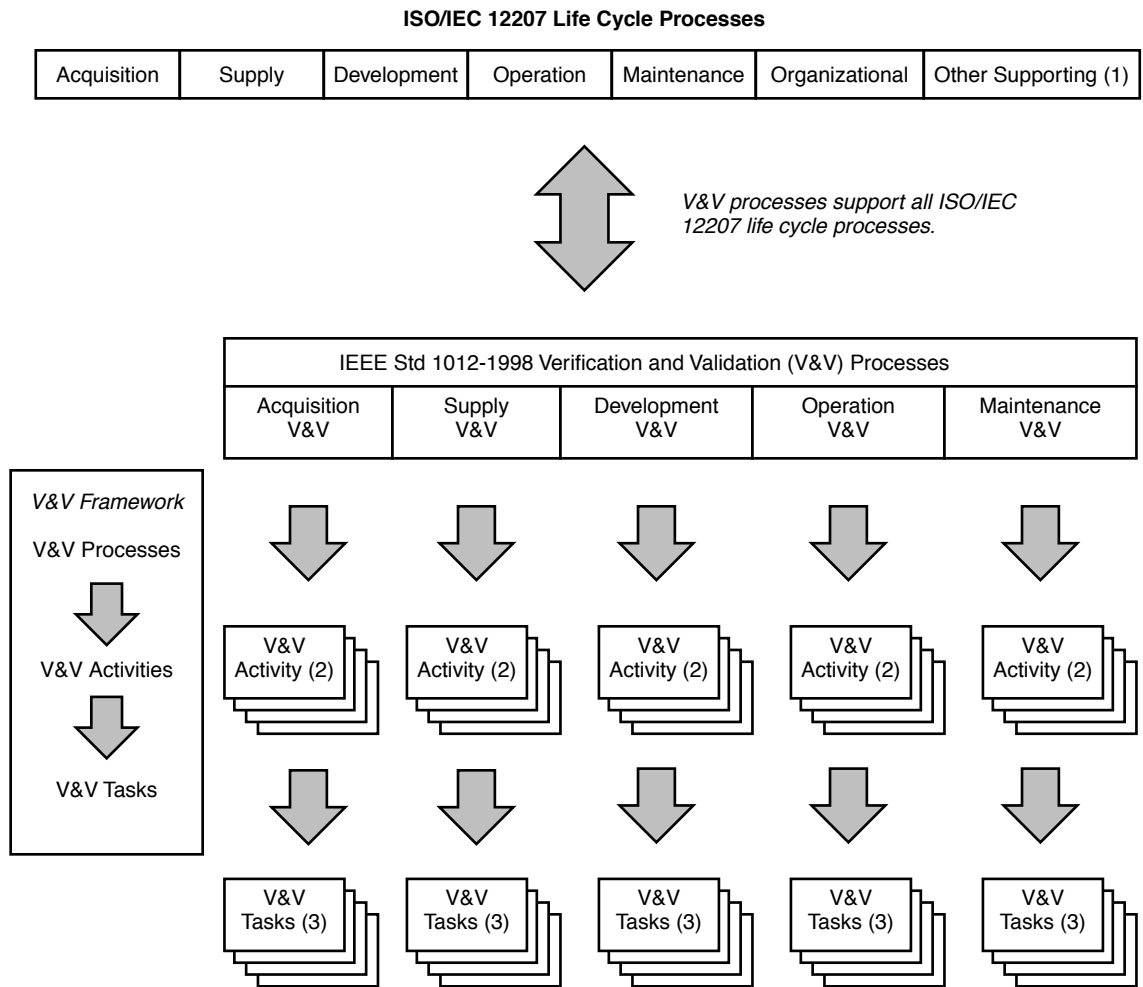 ISO/IEC 12207 Life Cycle Processes
Acquisition Supply Development Operation Maintenance Organizational Other Supporting (1)
V&V processes support all ISO/IEC
12207 life cycle processes.
IEEE Std 1012-1998 Verification and Validation (V&V) Processes
Acquisition Supply Development Operation Maintenance
V&V V&V V&V V&V V&V
V&V Framework
V&V Processes
V&V Activities
V&V Tasks
V&V V&V V&V V&V V&V
Activity (2) Activity (2) Activity (2) Activity (2) Activity (2)
V&V V&V V&V V&V V&V
Tasks (3) Tasks (3) Tasks (3) Tasks (3) Tasks (3)